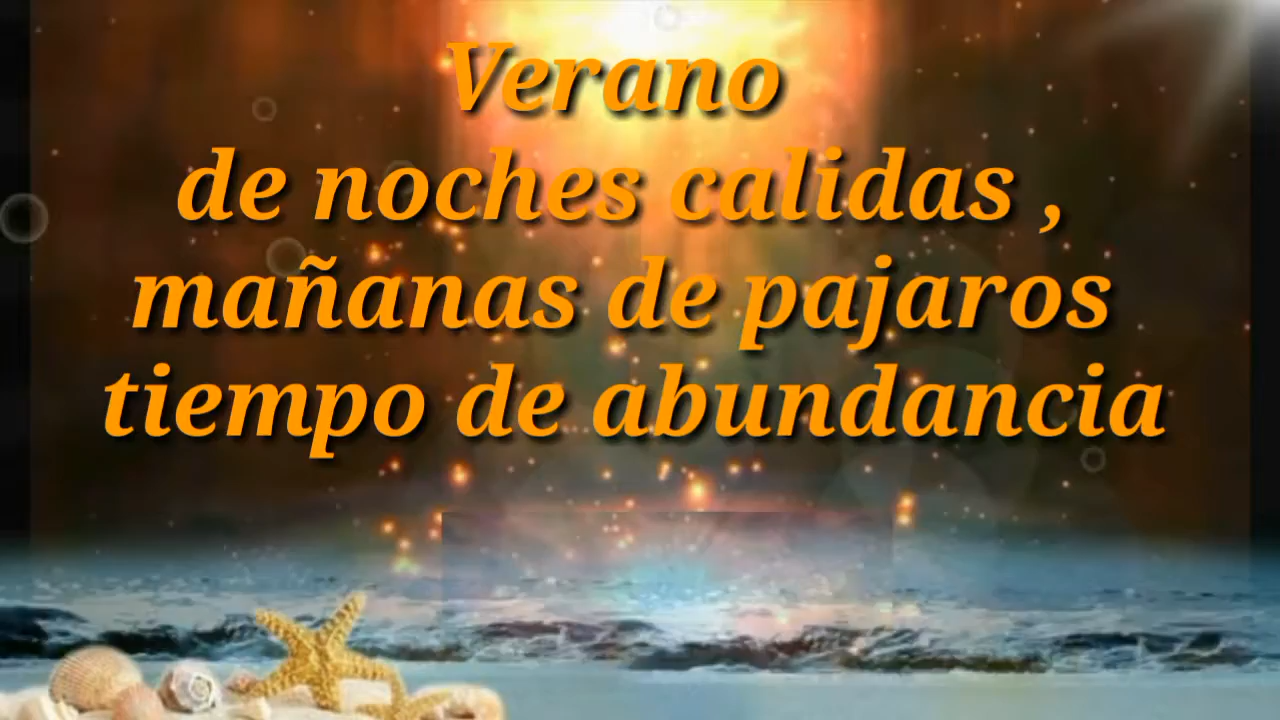 Verano
de noches calidas ,
mañanas de pajaros
tiempo de abundancia